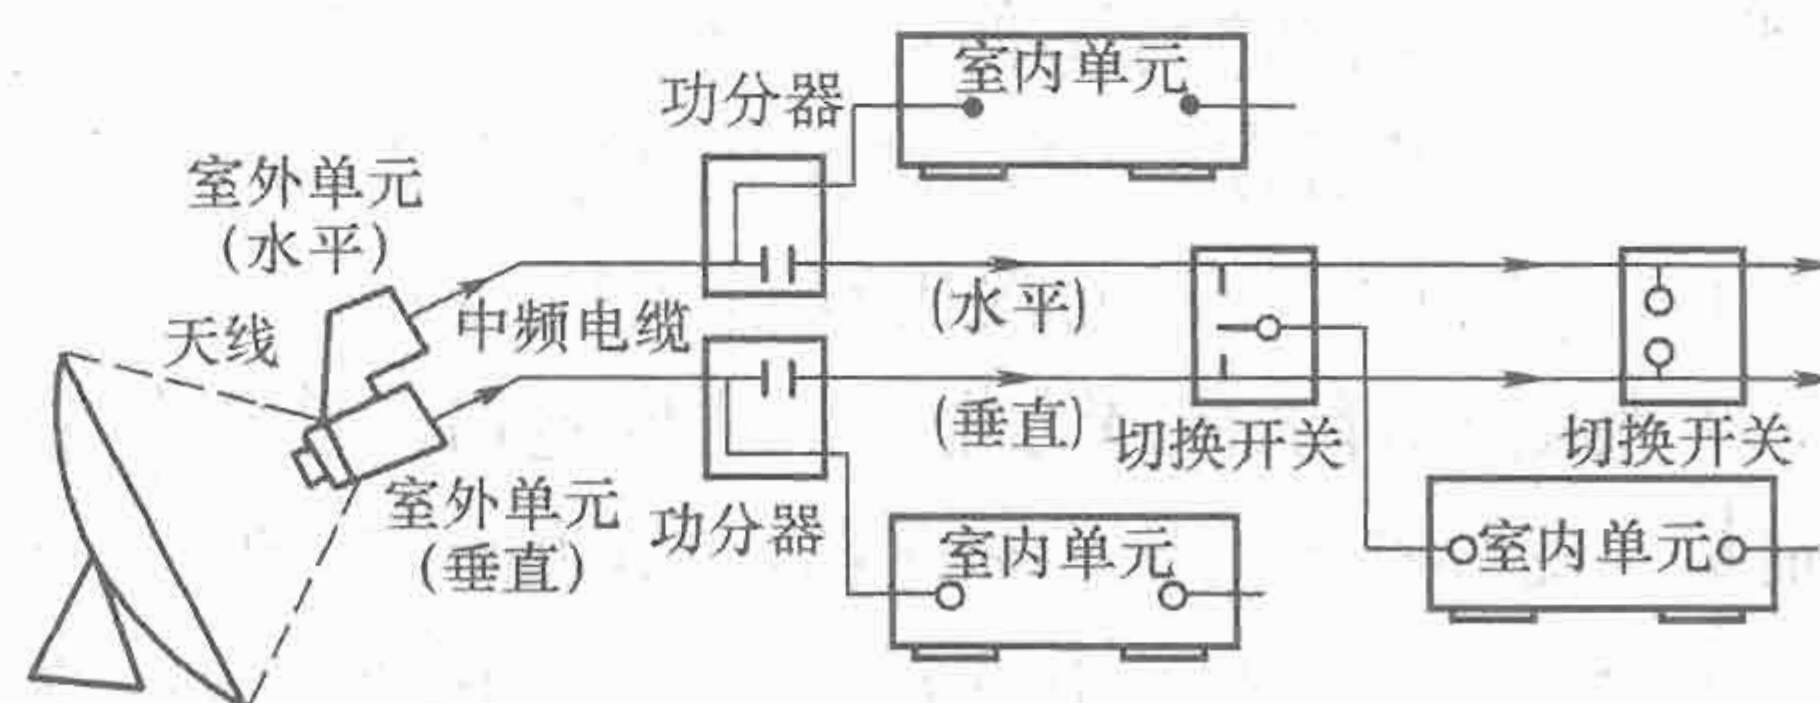 室内单元
功分器
室外单元
(水平)
天线
中频电缆
(水平)
(垂直)
切换开关
切换开关
室外单元
(垂直)
功分器
室内单元
室内单元